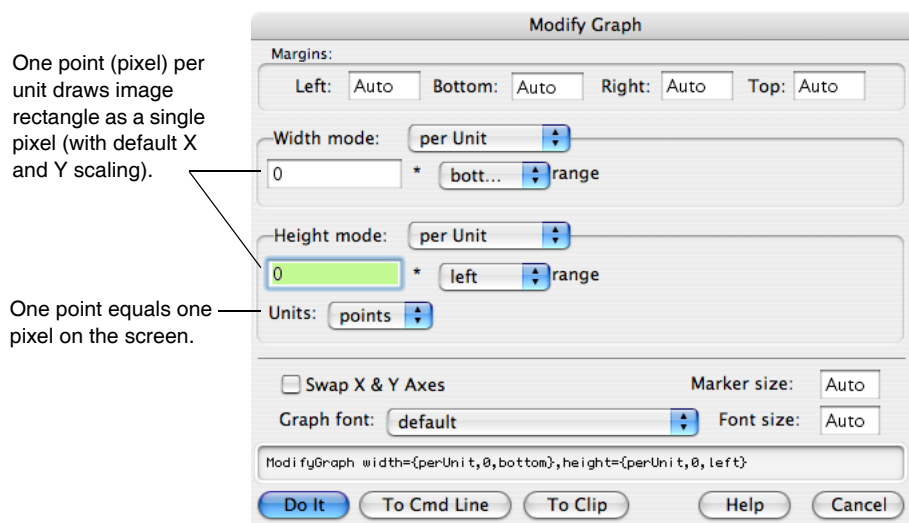 Modify Graph
One point (pixel) per
unit draws image
rectangle as a single
pixel (with default X
and Y scaling).
Margins:
Left: Auto Bottom: Auto Right: Auto Top: Auto
Width mode: per Unit
0 * bott... range
Height mode: per Unit
0 * left range
One point equals one
pixel on the screen.
Units: points
Swap X & Y Axes Marker size: Auto
Graph font: default Font size: Auto
ModifyGraph width={perUnit,0,bottom},height={perUnit,0,left}
Do It To Cmd Line To Clip Help Cancel